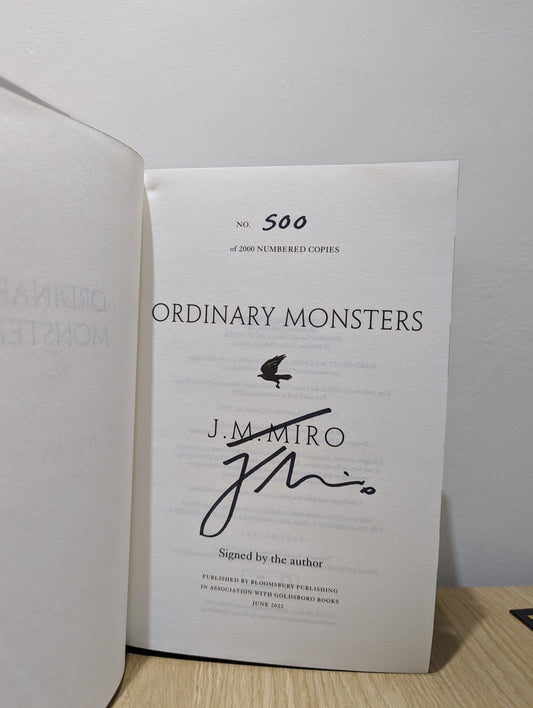 NO. 500
of 2000 NUMBERED COPIES
ORDINARY MONSTERS
J.M.MIRO
Signed by the author
PUBLISHED BY BLOOMSBURY PUBLISHING
IN ASSOCIATION WITH GOLDSBORO BOOKS
JUNE 2022